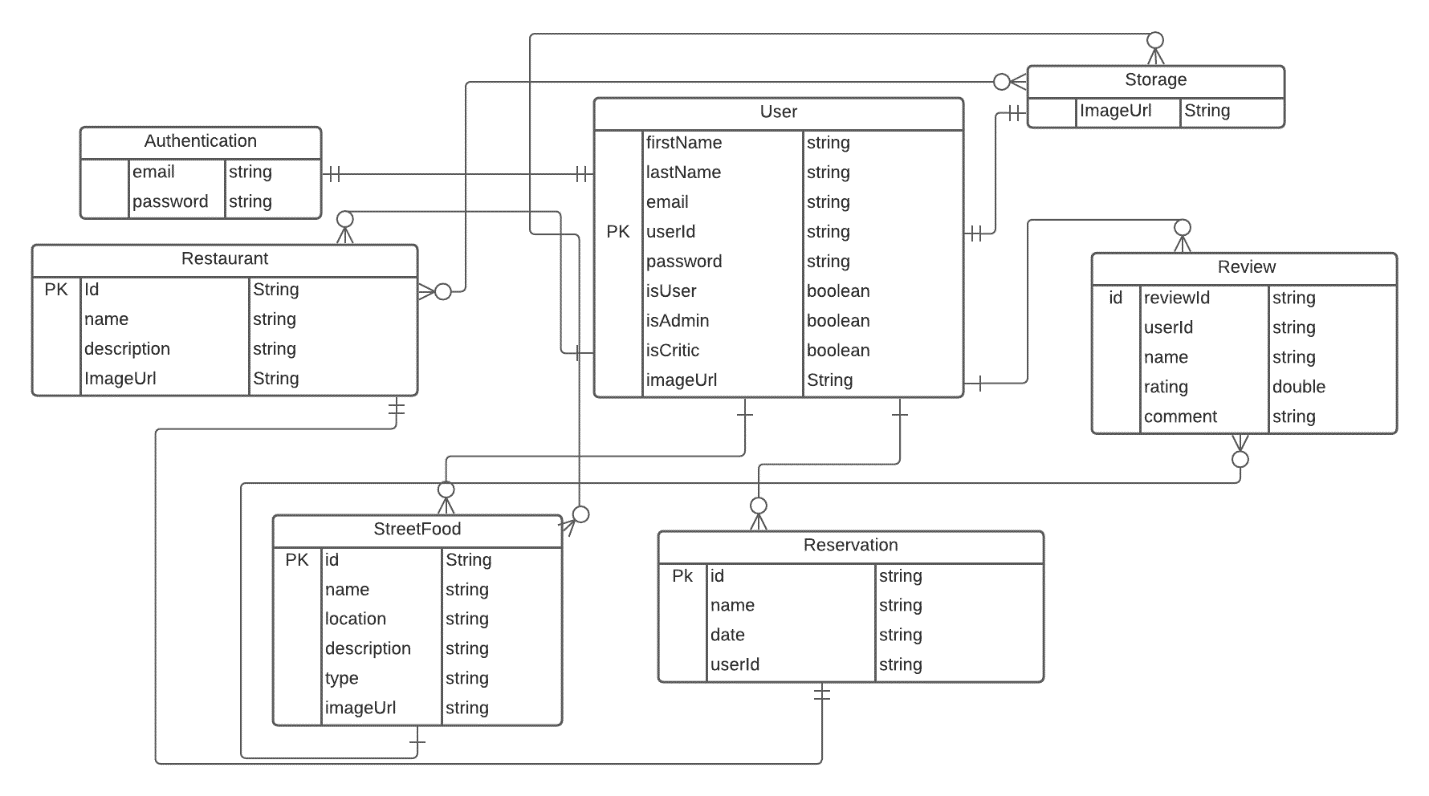 Storage
ImageUrl String
User
firstName string
lastName string
email string
PK userId string
password string
isUser boolean
isAdmin boolean
isCritic boolean
imageUrl String
Authentication
email string
password string
Restaurant
PK Id String
name string
description string
ImageUrl String
Review
id reviewId string
userId string
name string
rating double
comment string
StreetFood
PK id String
name string
location string
description string
type string
imageUrl string
Reservation
Pk id string
name string
date string
userId string